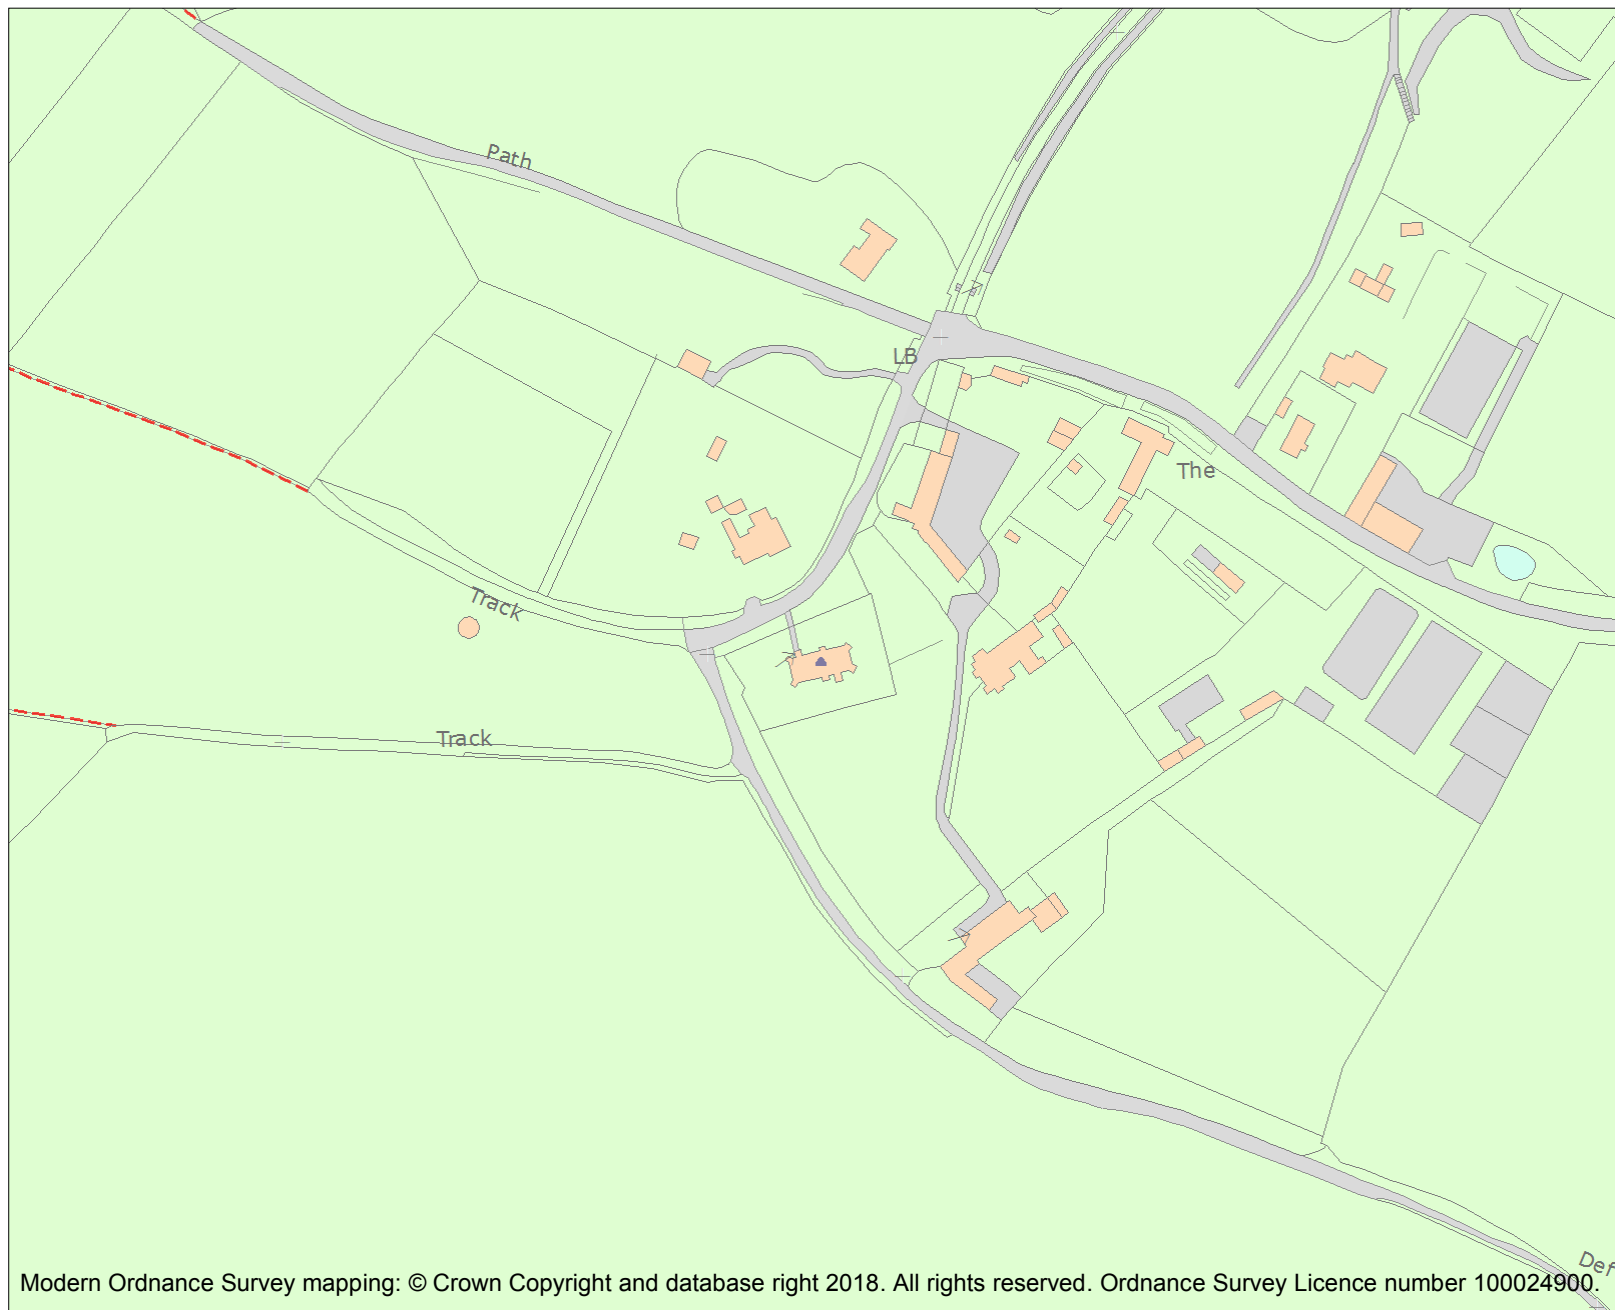 Path
LB
The
Track
Track
Def
Modern Ordnance Survey mapping: © Crown Copyright and database right 2018. All rights reserved. Ordnance Survey Licence number 100024900.